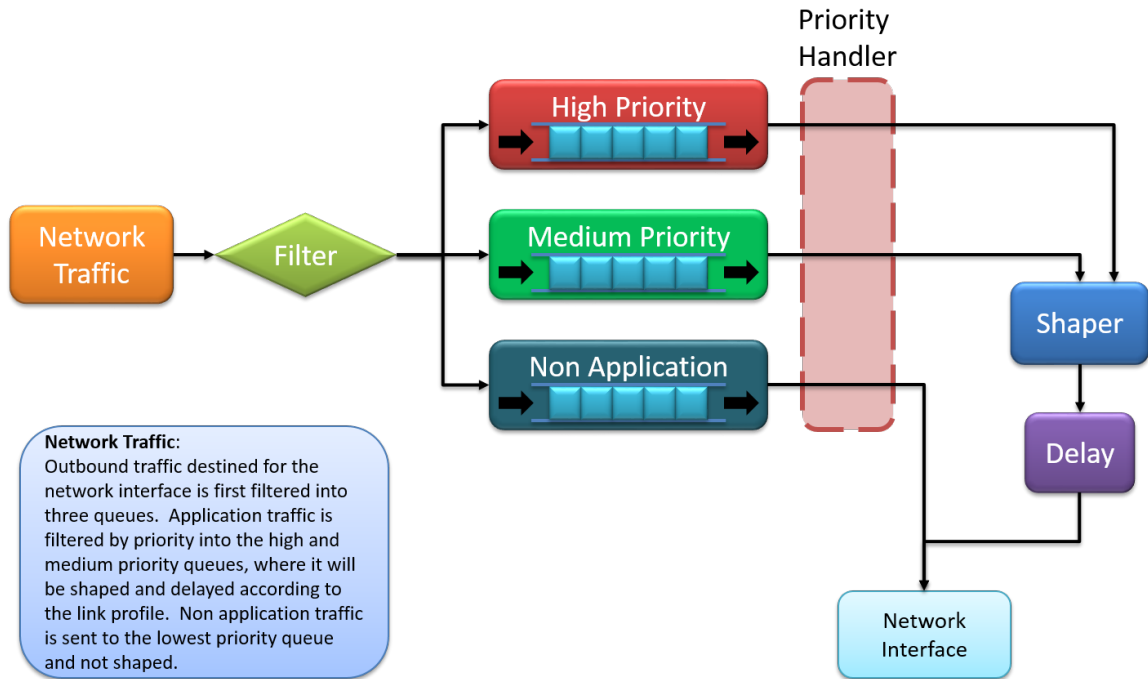 Priority
Handler
High Priority
Network
Traffic
Filter
Medium Priority
Shaper
Non Application
Delay
Network Traffic:
Outbound traffic destined for the
network interface is first filtered into
three queues.  Application traffic is
filtered by priority into the high and
medium priority queues, where it will
be shaped and delayed according to
the link profile.  Non application traffic
is sent to the lowest priority queue
and not shaped.
Network
Interface